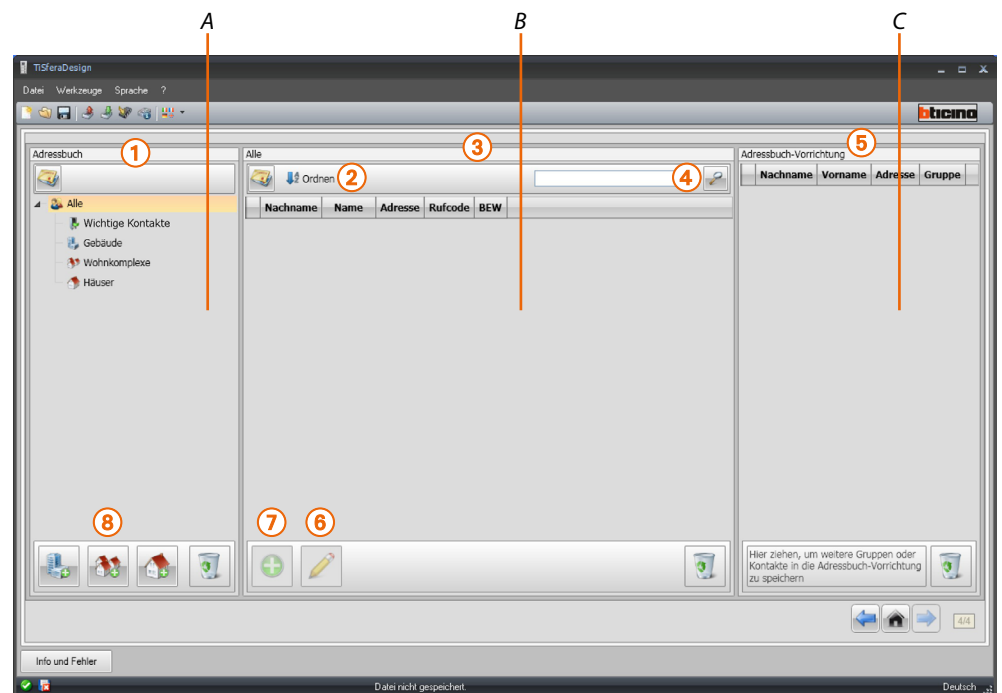 A B C
TiSferaDesign
Datei Werkzeuge Sprache ?
bticino
Adressbuch 1
Alle 3
Adressbuch-Vorrichtung 5
Ordnen 2 4
Nachname Vorname Adresse Gruppe
Alle
Nachname Name Adresse Rufcode BEW
Wichtige Kontakte
Gebäude
Wohnkomplexe
Häuser
8 7 6
Hier ziehen, um weitere Gruppen oder
Kontakte in die Adressbuch-Vorrichtung
zu speichern
4/4
Info und Fehler
Datei nicht gespeichert. Deutsch